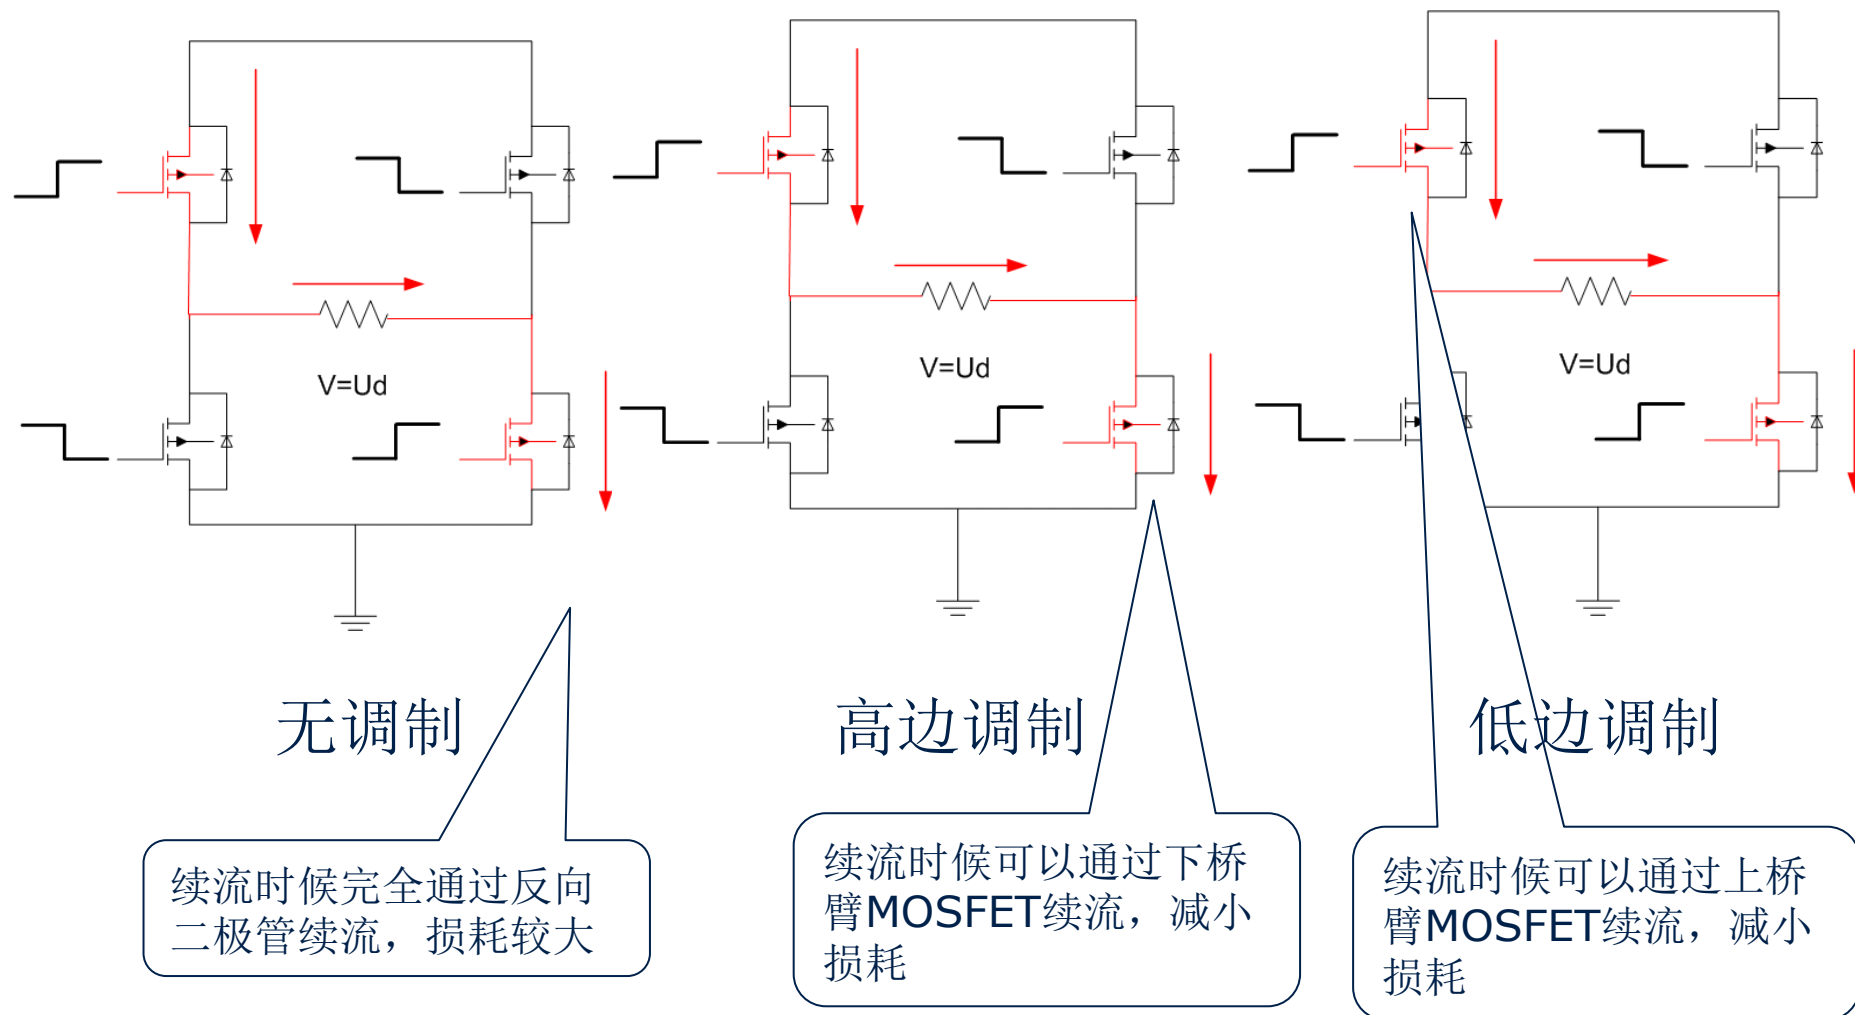 V=Ud
V=Ud
V=Ud
无调制
高边调制
低边调制
续流时候完全通过反向
二极管续流，损耗较大
续流时候可以通过下桥
臂MOSFET续流，减小
损耗
续流时候可以通过上桥
臂MOSFET续流，减小
损耗